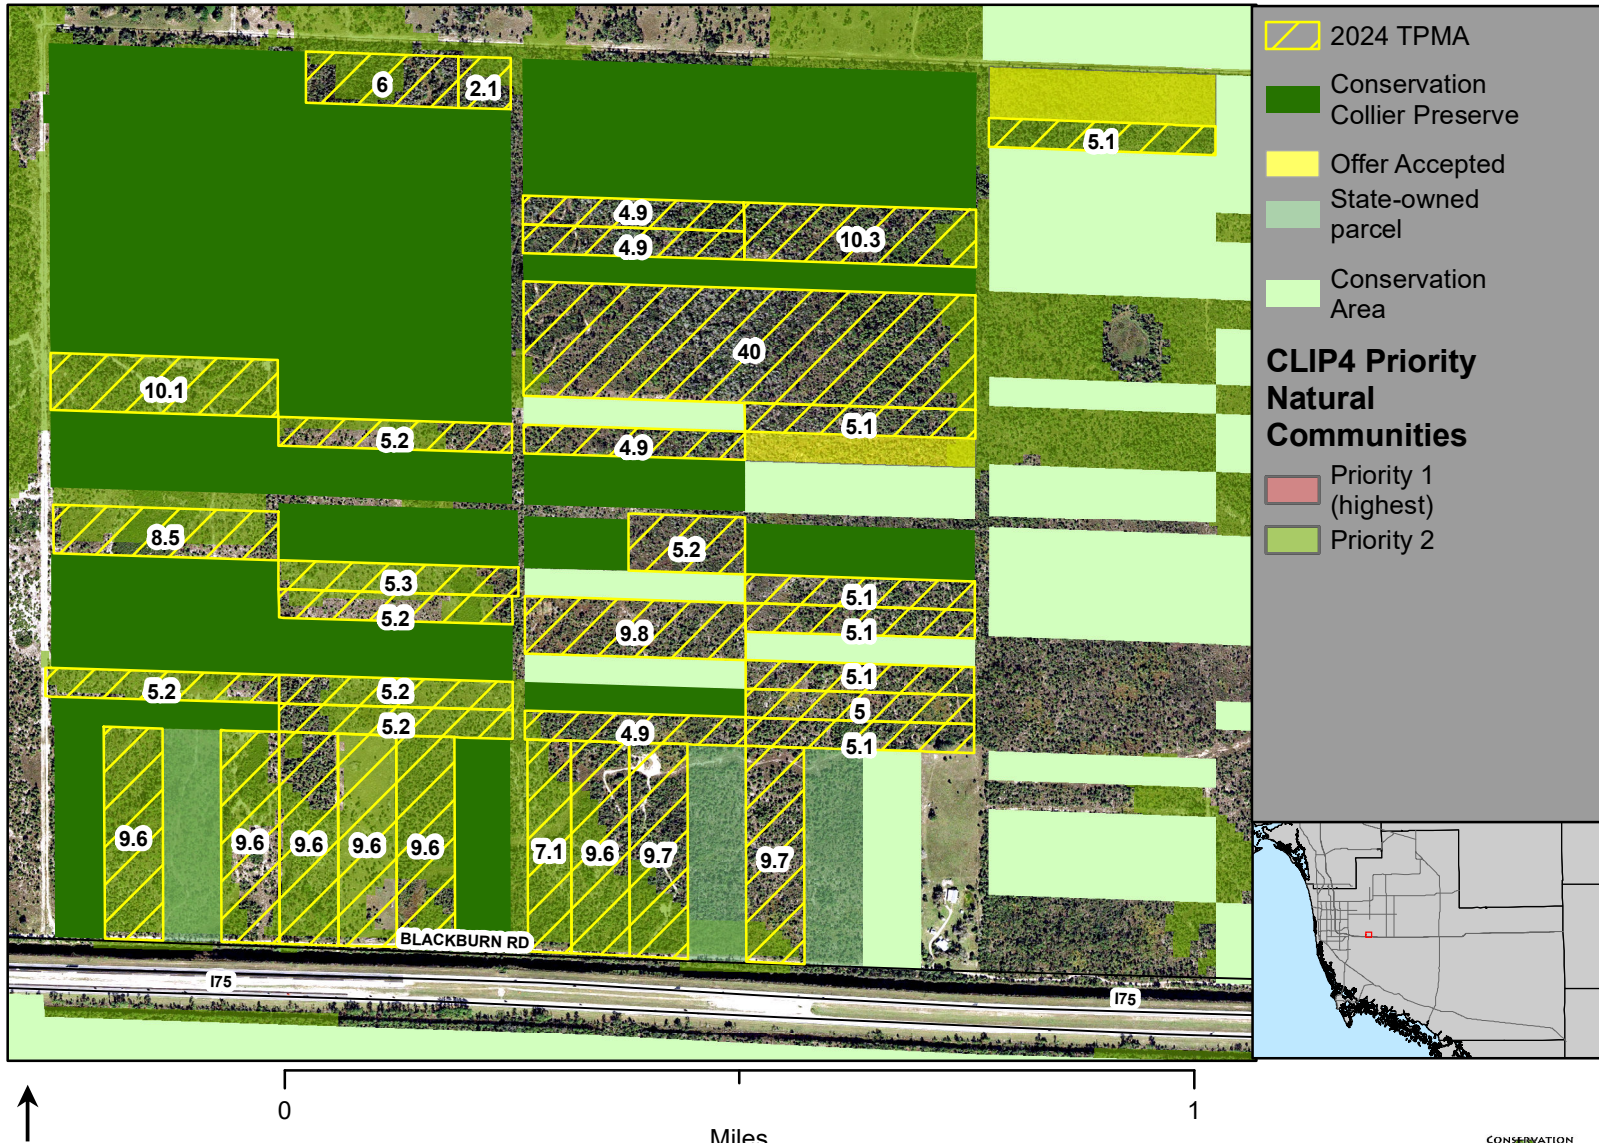 6
2.1
5.1
4.9
4.9
10.3
40
10.1
5.2
4.9
5.1
8.5
5.2
5.3
5.2
9.8
5.1
5.1
5.2
5.2
5.2
5.1
5
4.9
5.1
9.6
9.6
9.6
9.6
9.6
7.1
9.6
9.7
9.7
BLACKBURN RD
I75
I75
2024 TPMA
Conservation
Collier Preserve
Offer Accepted
State-owned
parcel
Conservation
Area
CLIP4 Priority
Natural
Communities
Priority 1
(highest)
Priority 2
0
1
Miles
CONSERVATION